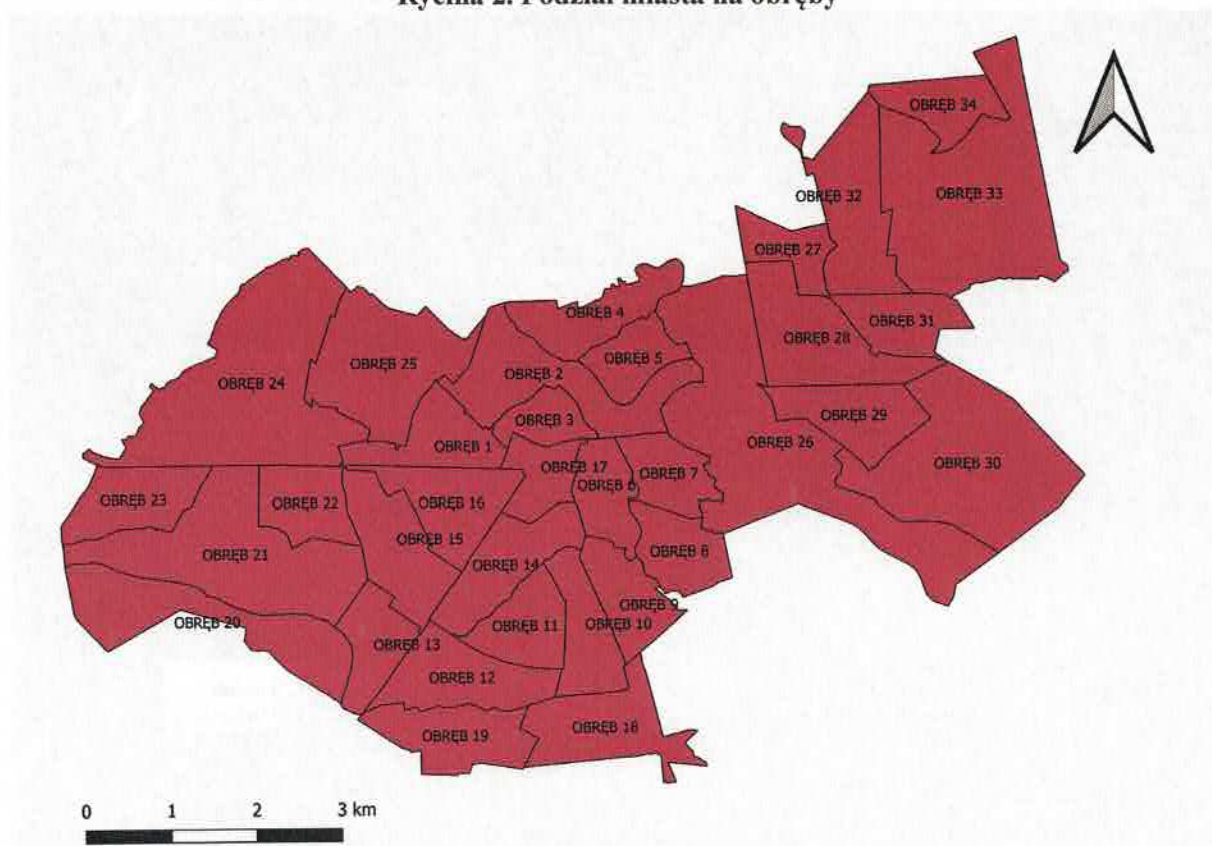 Rycina 2. Podział miasta na obręby
OBRĘB 34
OBRĘB 33
OBRĘB 32
OBRĘB 27
OBRĘB 4
OBRĘB 31
OBRĘB 28
OBRĘB 5
OBRĘB 25
OBRĘB 2
OBRĘB 24
OBRĘB 29
OBRĘB 3
OBRĘB 26
OBRĘB 1
OBRĘB 30
OBRĘB 17
OBRĘB 7
OBRĘB 6
OBRĘB 23
OBRĘB 22
OBRĘB 16
OBRĘB 15
OBRĘB 8
OBRĘB 21
OBRĘB 14
OBRĘB 9
OBRĘB 20
OBRĘB 11
OBRĘB 10
OBRĘB 13
OBRĘB 12
OBRĘB 18
OBRĘB 19
0 1 2 3 km